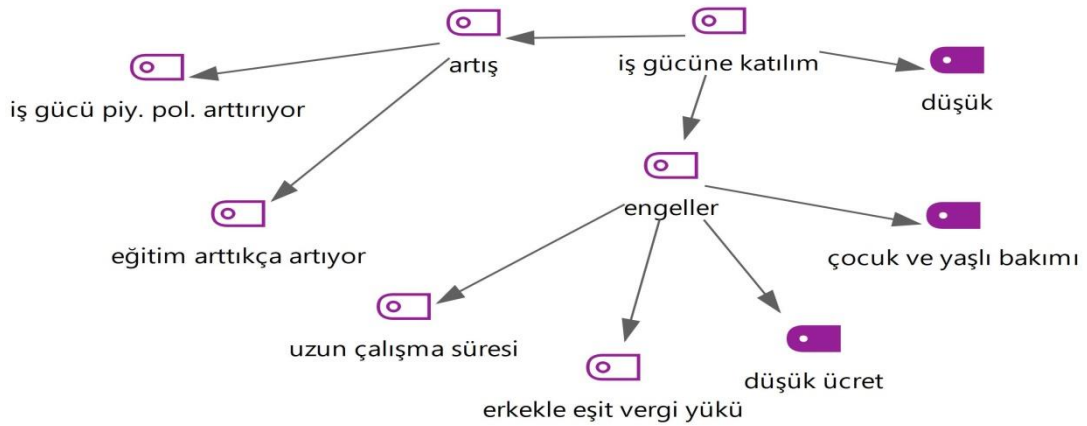 artış
iş gücüne katılım
düşük
iş gücü piy. pol. arttırıyor
engeller
eğitim arttıkça artıyor
çocuk ve yaşlı bakımı
uzun çalışma süresi
düşük ücret
erkekle eşit vergi yükü